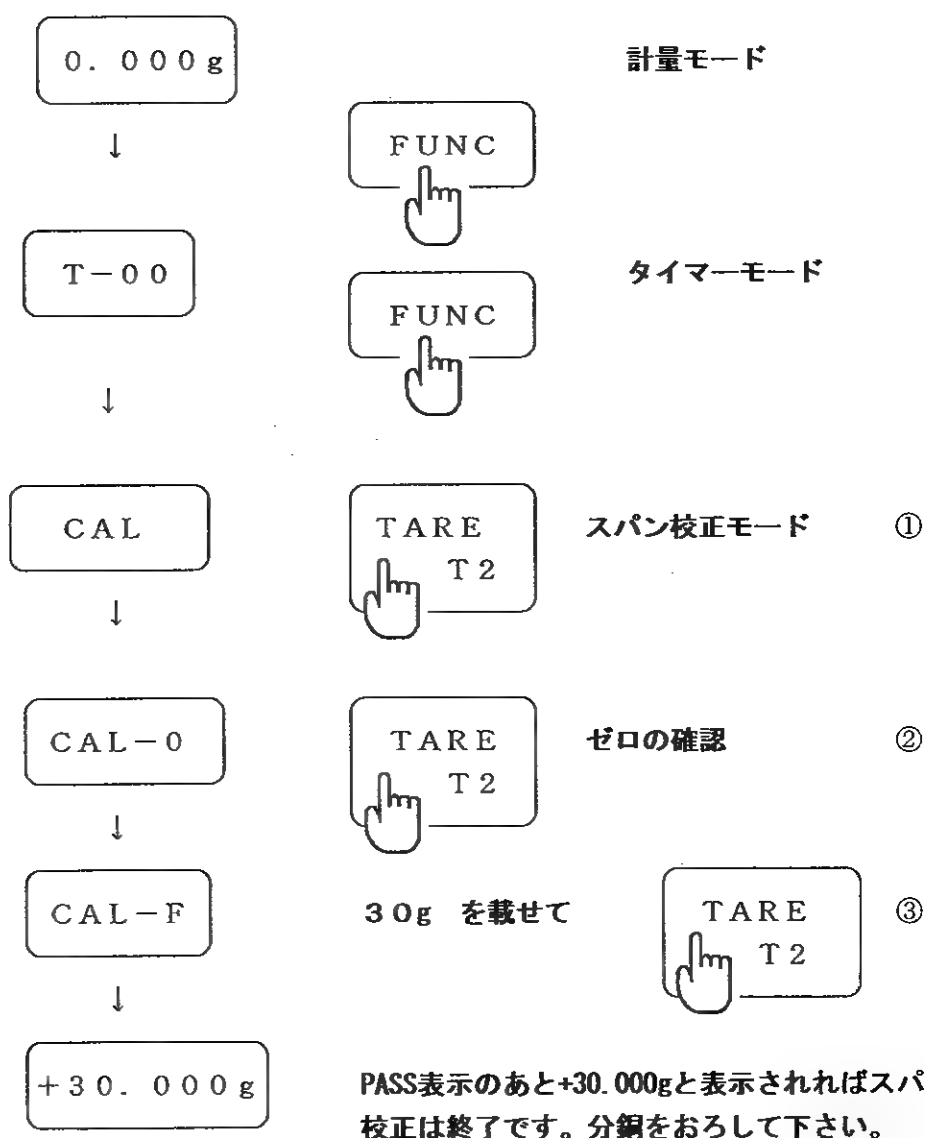 0.000g 計量モード
↓
FUNC
T-00 タイマーモード
FUNC
↓
CAL TARE スパン校正モード ①
T2
↓
CAL-0 TARE ゼロの確認 ②
T2
↓
CAL-F 30g を載せて TARE ③
T2
↓
+30.000g PASS表示のあと+30.000gと表示されればスパ
校正は終了です。分銅をおろして下さい。